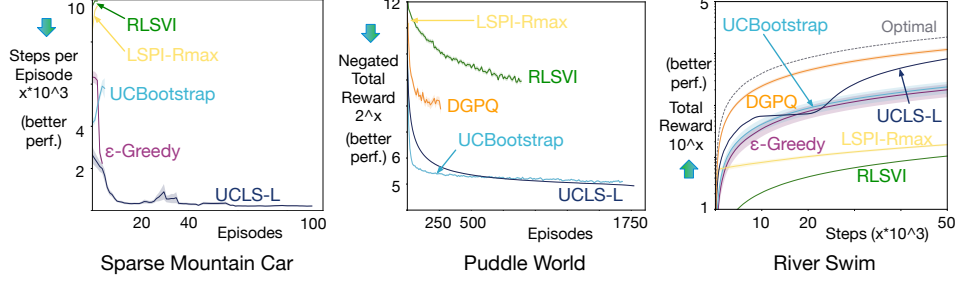 10
RLSVI
LSPI-Rmax
Steps per
Episode
x*10^3
(better
perf.)
UCBootstrap
4
ε-Greedy
2
UCLS-L
20
60
100
Episodes
Sparse Mountain Car
12
LSPI-Rmax
Negated
Total
Reward
2^x
(better
perf.)
RLSVI
8
DGPQ
UCBootstrap
6
5
UCLS-L
250 500
1750
Episodes
Puddle World
5
UCBootstrap
Optimal
(better
perf.)
Total
Reward
10^x
DGPQ
UCLS-L
ε-Greedy
LSPI-Rmax
RLSVI
1
10
30
50
Steps (x*10^3)
River Swim